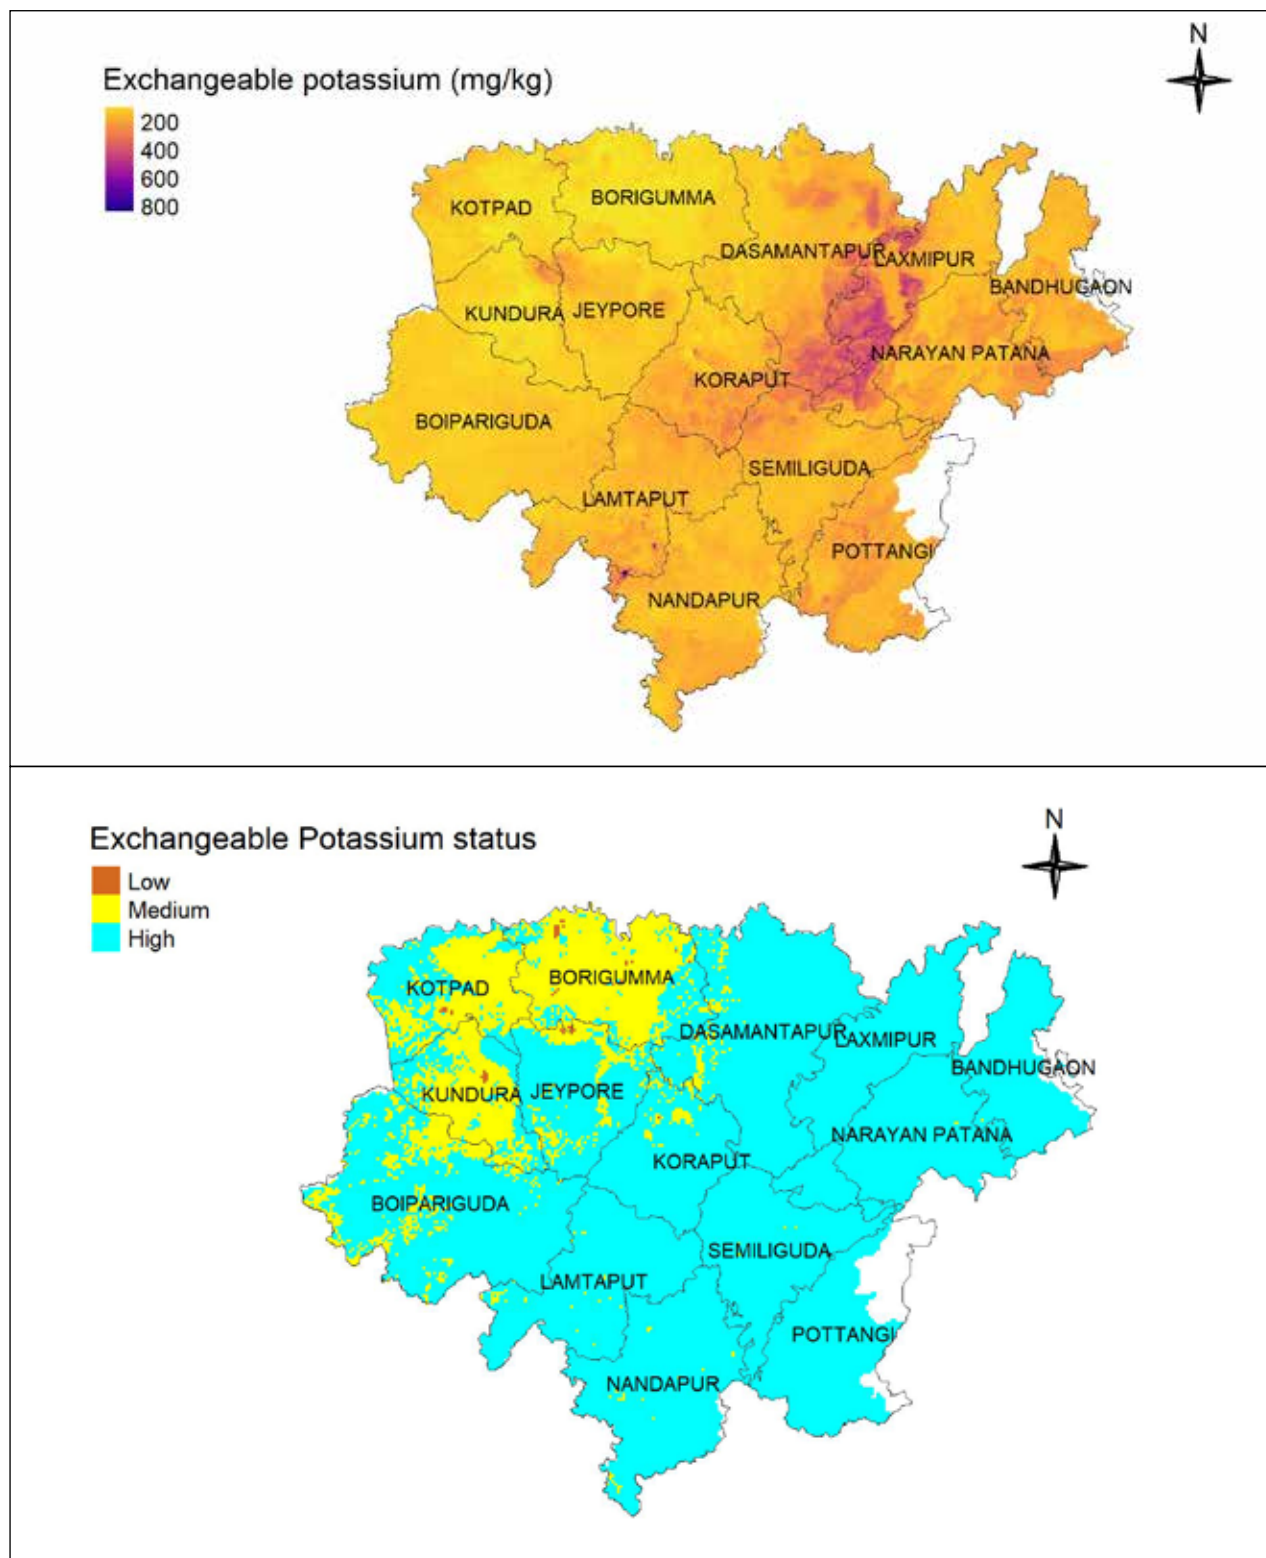 N
Exchangeable potassium (mg/kg)
200
400
600
800
BORIGUMMA
KOTPAD
DASAMANTAPUR
LAXMIPUR
BANDHUGAON
KUNDURA
JEYPORE
NARAYAN PATANA
KORAPUT
BOIPARIGUDA
SEMILIGUDA
LAMTAPUT
POTTANGI
NANDAPUR
N
Exchangeable Potassium status
Low
Medium
High
BORIGUMMA
KOTPAD
DASAMANTAPUR
LAXMIPUR
BANDHUGAON
KUNDURA
JEYPORE
NARAYAN PATANA
KORAPUT
BOIPARIGUDA
SEMILIGUDA
LAMTAPUT
POTTANGI
NANDAPUR